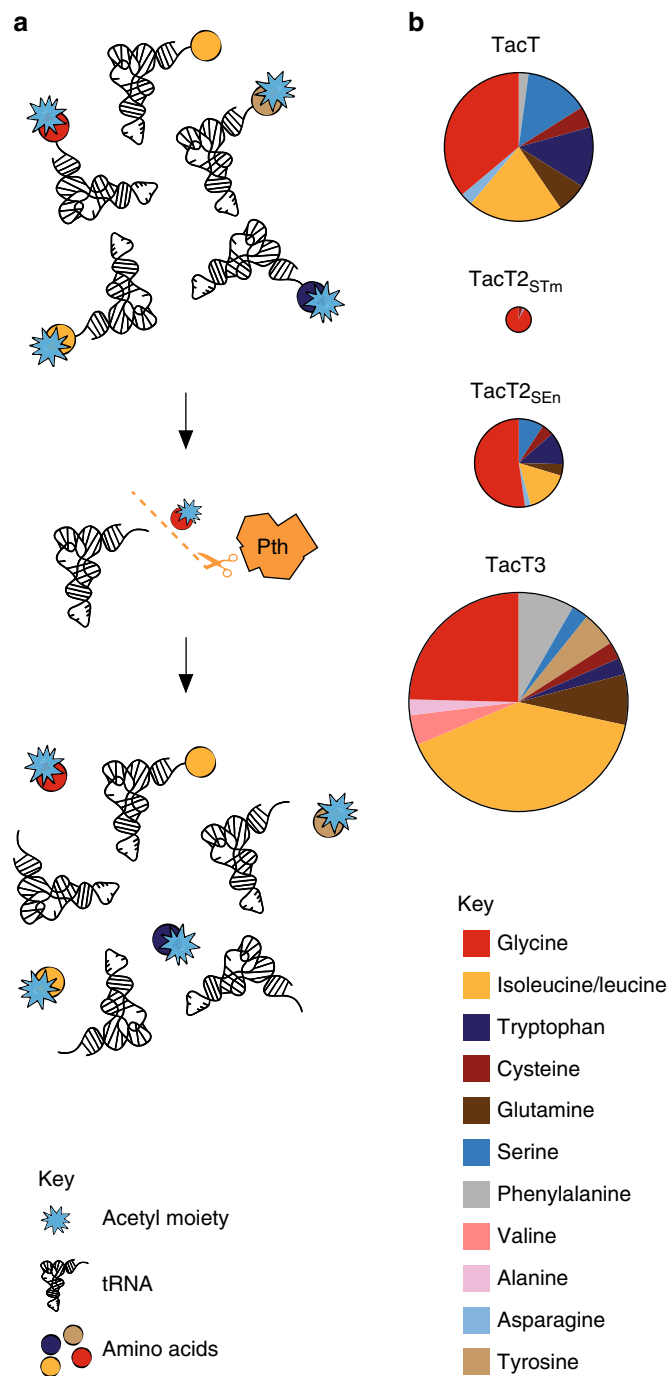 a
Pth
Key
Acetyl moiety
tRNA
Amino acids
b
TacT
TacT2STm
TacT2SEn
TacT3
Key
Glycine
Isoleucine/leucine
Tryptophan
Cysteine
Glutamine
Serine
Phenylalanine
Valine
Alanine
Asparagine
Tyrosine